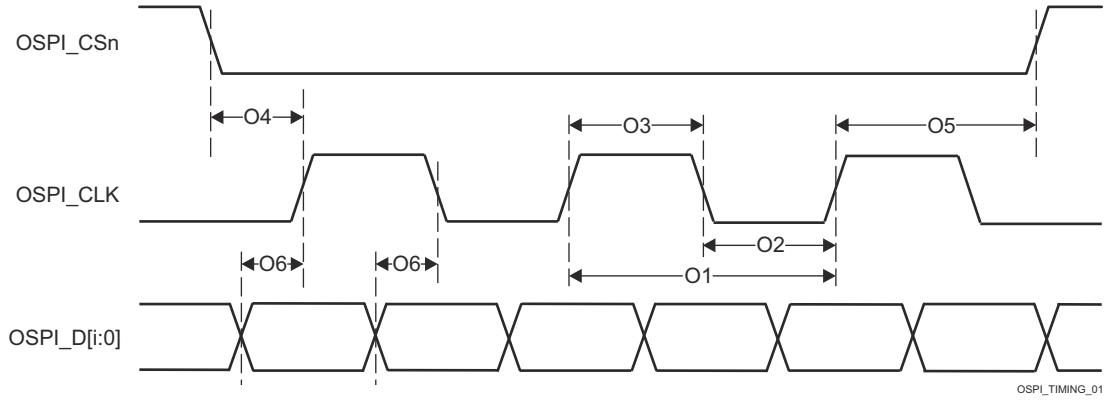 OSPI_CSn
O4
O3
O5
OSPI_CLK
O2
O6
O6
O1
OSPI_D[i:0]
OSPI_TIMING_01